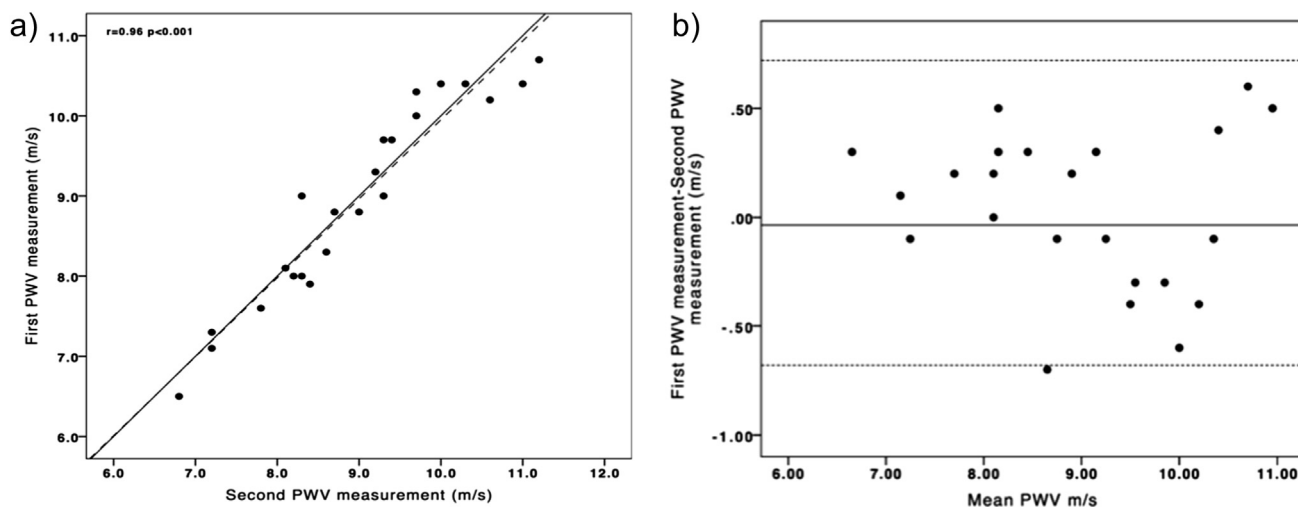 a)
r=0.96 p<0.001
First PWV measurement (m/s)
11.0
10.0
9.0
8.0
7.0
6.0
6.0 7.0 8.0 9.0 10.0 11.0 12.0
Second PWV measurement (m/s)
b)
First PWV measurement-Second PWV
measurement (m/s)
.50
.00
-.50
-1.00
6.00 7.00 8.00 9.00 10.00 11.00
Mean PWV m/s